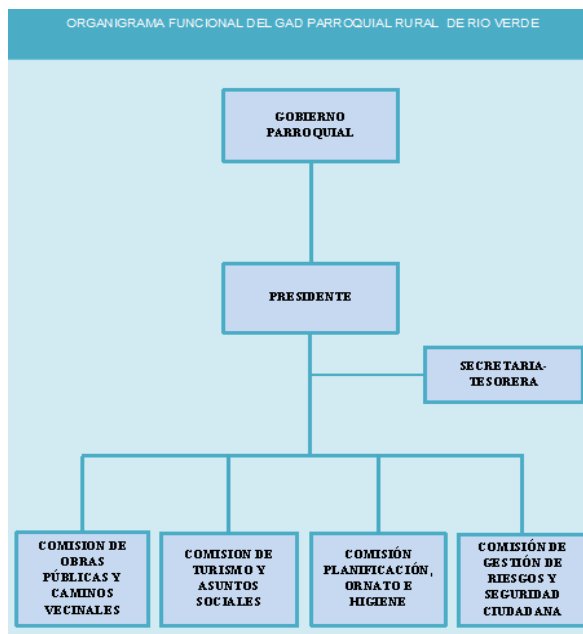 ORGANIGRAMA FUNCIONAL DEL GAD PARROQUIAL RURAL DE RIO VERDE
GOBIERNO
PARROQUIAL
PRESIDENTE
SECRETARIA-
TESORERA
COMISION DE
OBRAS
PÚBLICAS Y
CAMINOS
VECINALES
COMISION DE
TURISMO Y
ASUNTOS
SOCIALES
COMISIÓN
PLANIFICACIÓN,
ORNATO E
HIGIENE
COMISIÓN DE
GESTIÓN DE
RIESGOS Y
SEGURIDAD
CIUDADANA